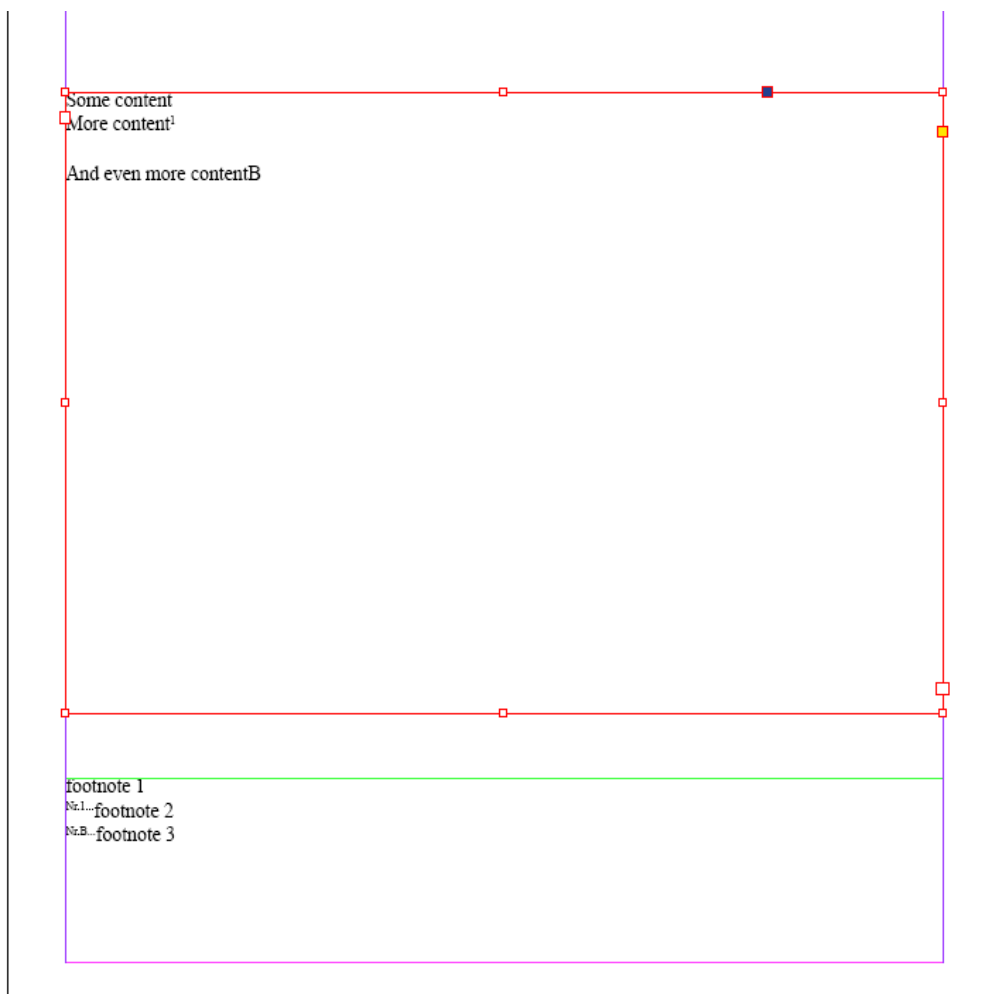 Some content
More content¹
And even more contentB
footnote 1
Nr.1...footnote 2
Nr.B...footnote 3